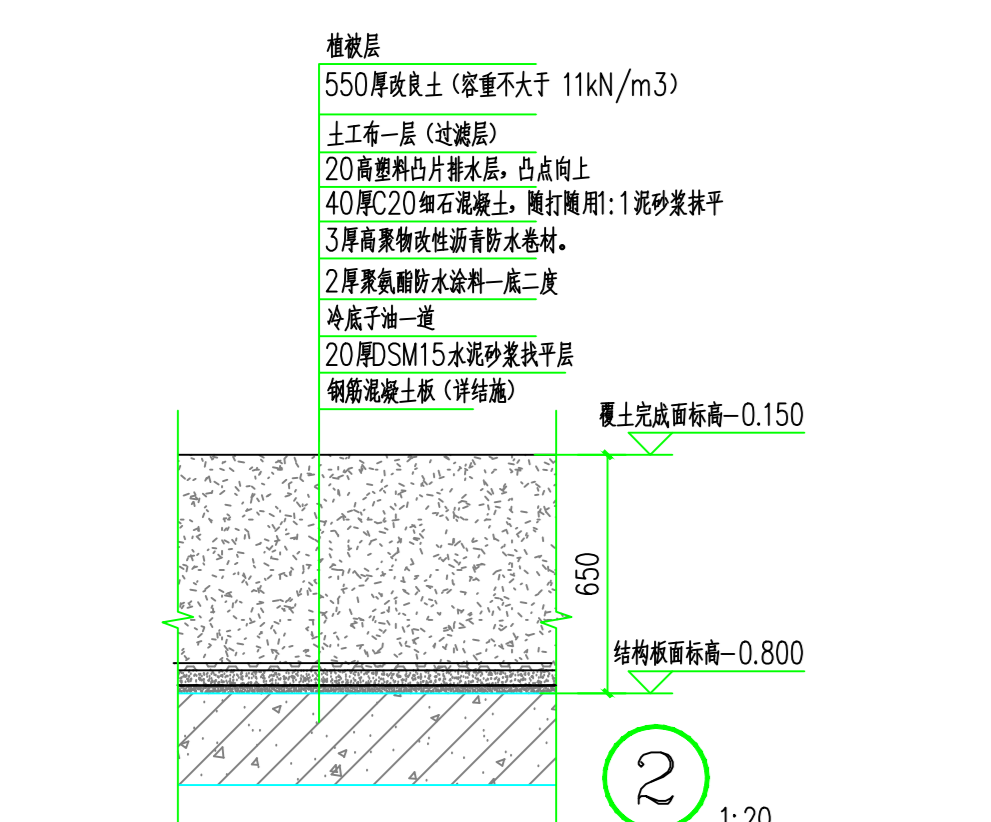 植被层
550厚改良土（容重不大于 11kN/m3）
土工布一层（过滤层）
20高塑料凸片排水层，凸点向上
40厚C20细石混凝土，随打随用1:1泥砂浆抹平
3厚高聚物改性沥青防水卷材。
2厚聚氨酯防水涂料一底二度
冷底子油一道
20厚DSM15水泥砂浆找平层
钢筋混凝土板（详结施）
覆土完成面标高-0.150
650
结构板面标高-0.800
2
1:20